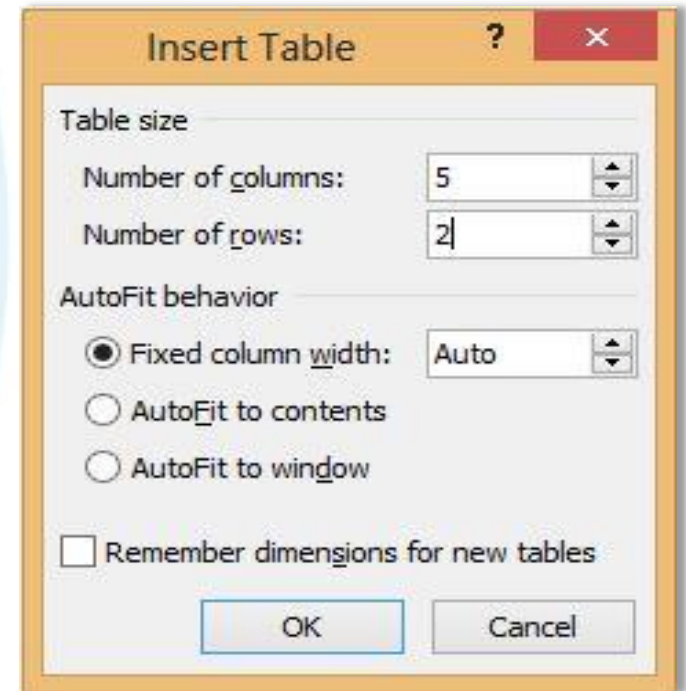 Insert Table ? ×
Table size
Number of columns: 5
Number of rows: 2
AutoFit behavior
Fixed column width: Auto
AutoFit to contents
AutoFit to window
Remember dimensions for new tables
OK Cancel